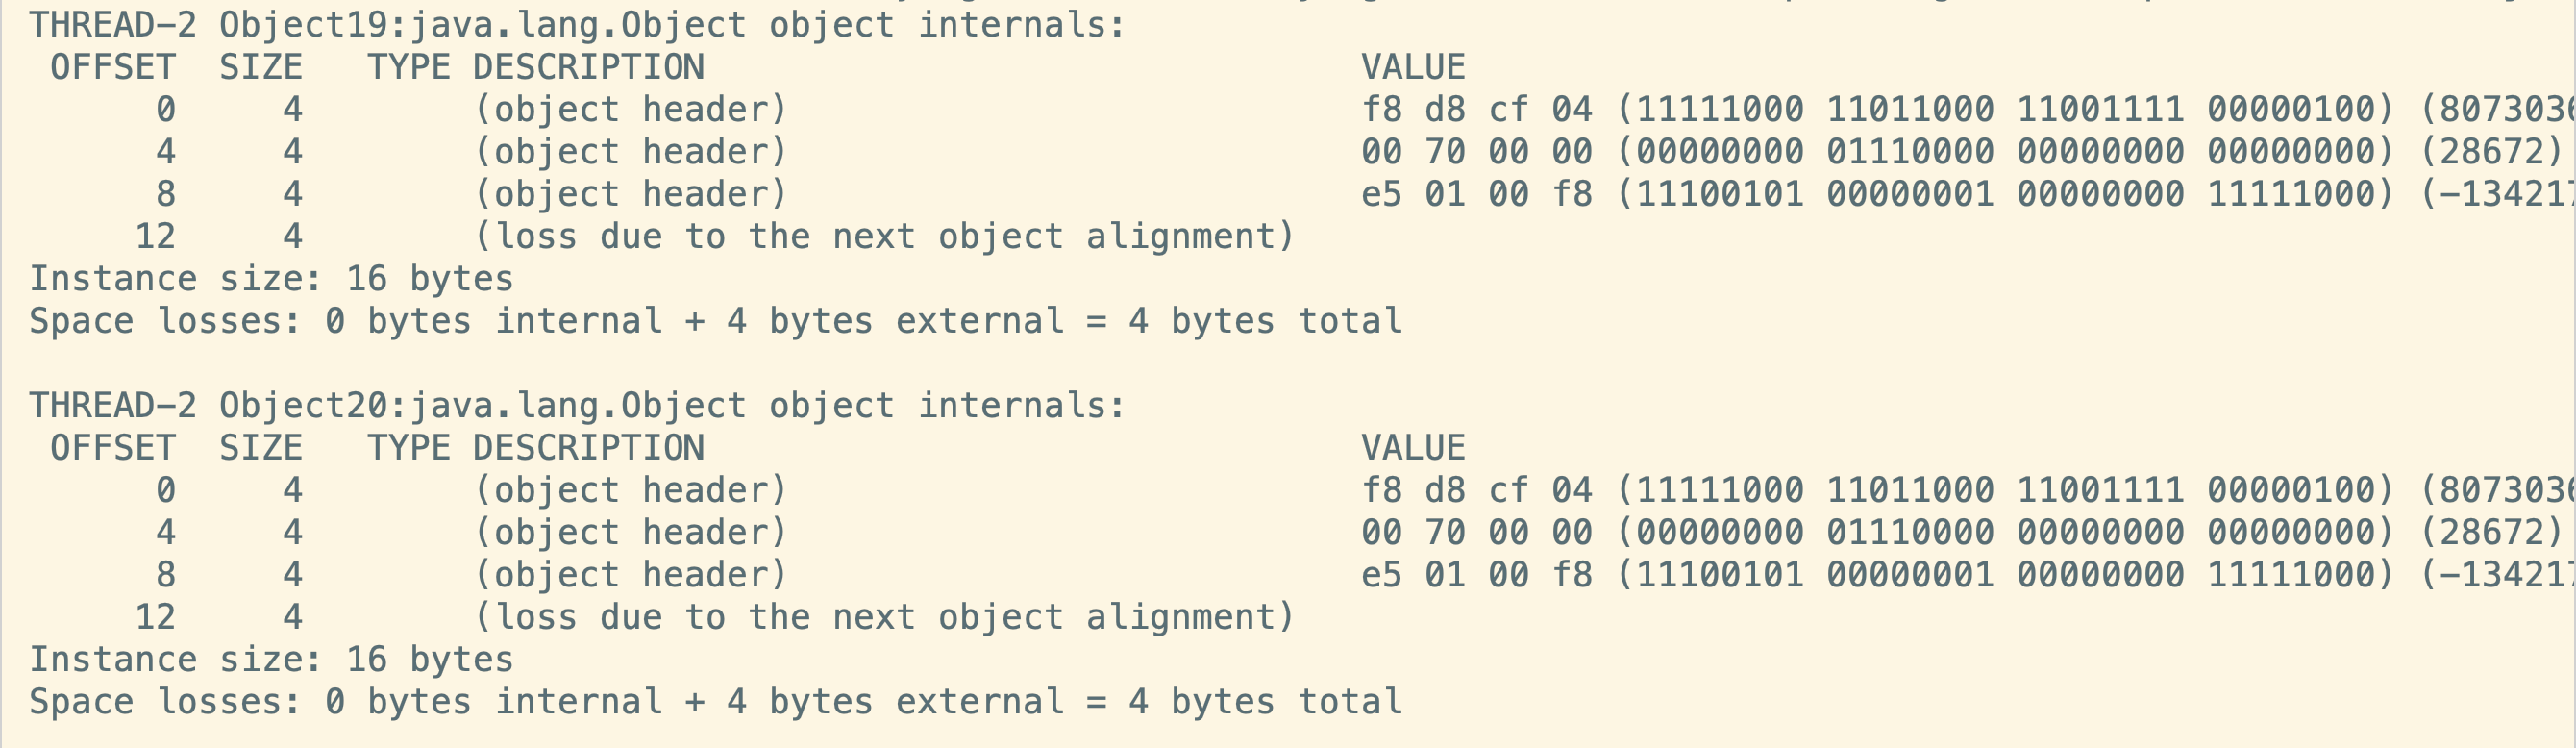 THREAD-2 Object19:java.lang.Object object internals:
 OFFSET  SIZE   TYPE DESCRIPTION                               VALUE
      0     4        (object header)                           f8 d8 cf 04 (11111000 11011000 11001111 00000100) (807303
      4     4        (object header)                           00 70 00 00 (00000000 01110000 00000000 00000000) (28672)
      8     4        (object header)                           e5 01 00 f8 (11100101 00000001 00000000 11111000) (-13421
     12     4        (loss due to the next object alignment)
Instance size: 16 bytes
Space losses: 0 bytes internal + 4 bytes external = 4 bytes total

THREAD-2 Object20:java.lang.Object object internals:
 OFFSET  SIZE   TYPE DESCRIPTION                               VALUE
      0     4        (object header)                           f8 d8 cf 04 (11111000 11011000 11001111 00000100) (807303
      4     4        (object header)                           00 70 00 00 (00000000 01110000 00000000 00000000) (28672)
      8     4        (object header)                           e5 01 00 f8 (11100101 00000001 00000000 11111000) (-13421
     12     4        (loss due to the next object alignment)
Instance size: 16 bytes
Space losses: 0 bytes internal + 4 bytes external = 4 bytes total